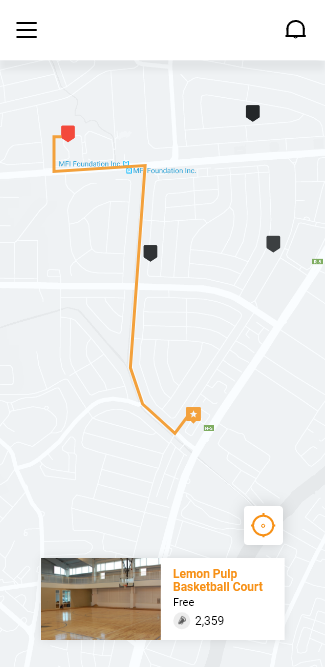 MFI Foundation Inc.
MFI Foundation Inc.
Lemon Pulp
Basketball Court
Free
2,359